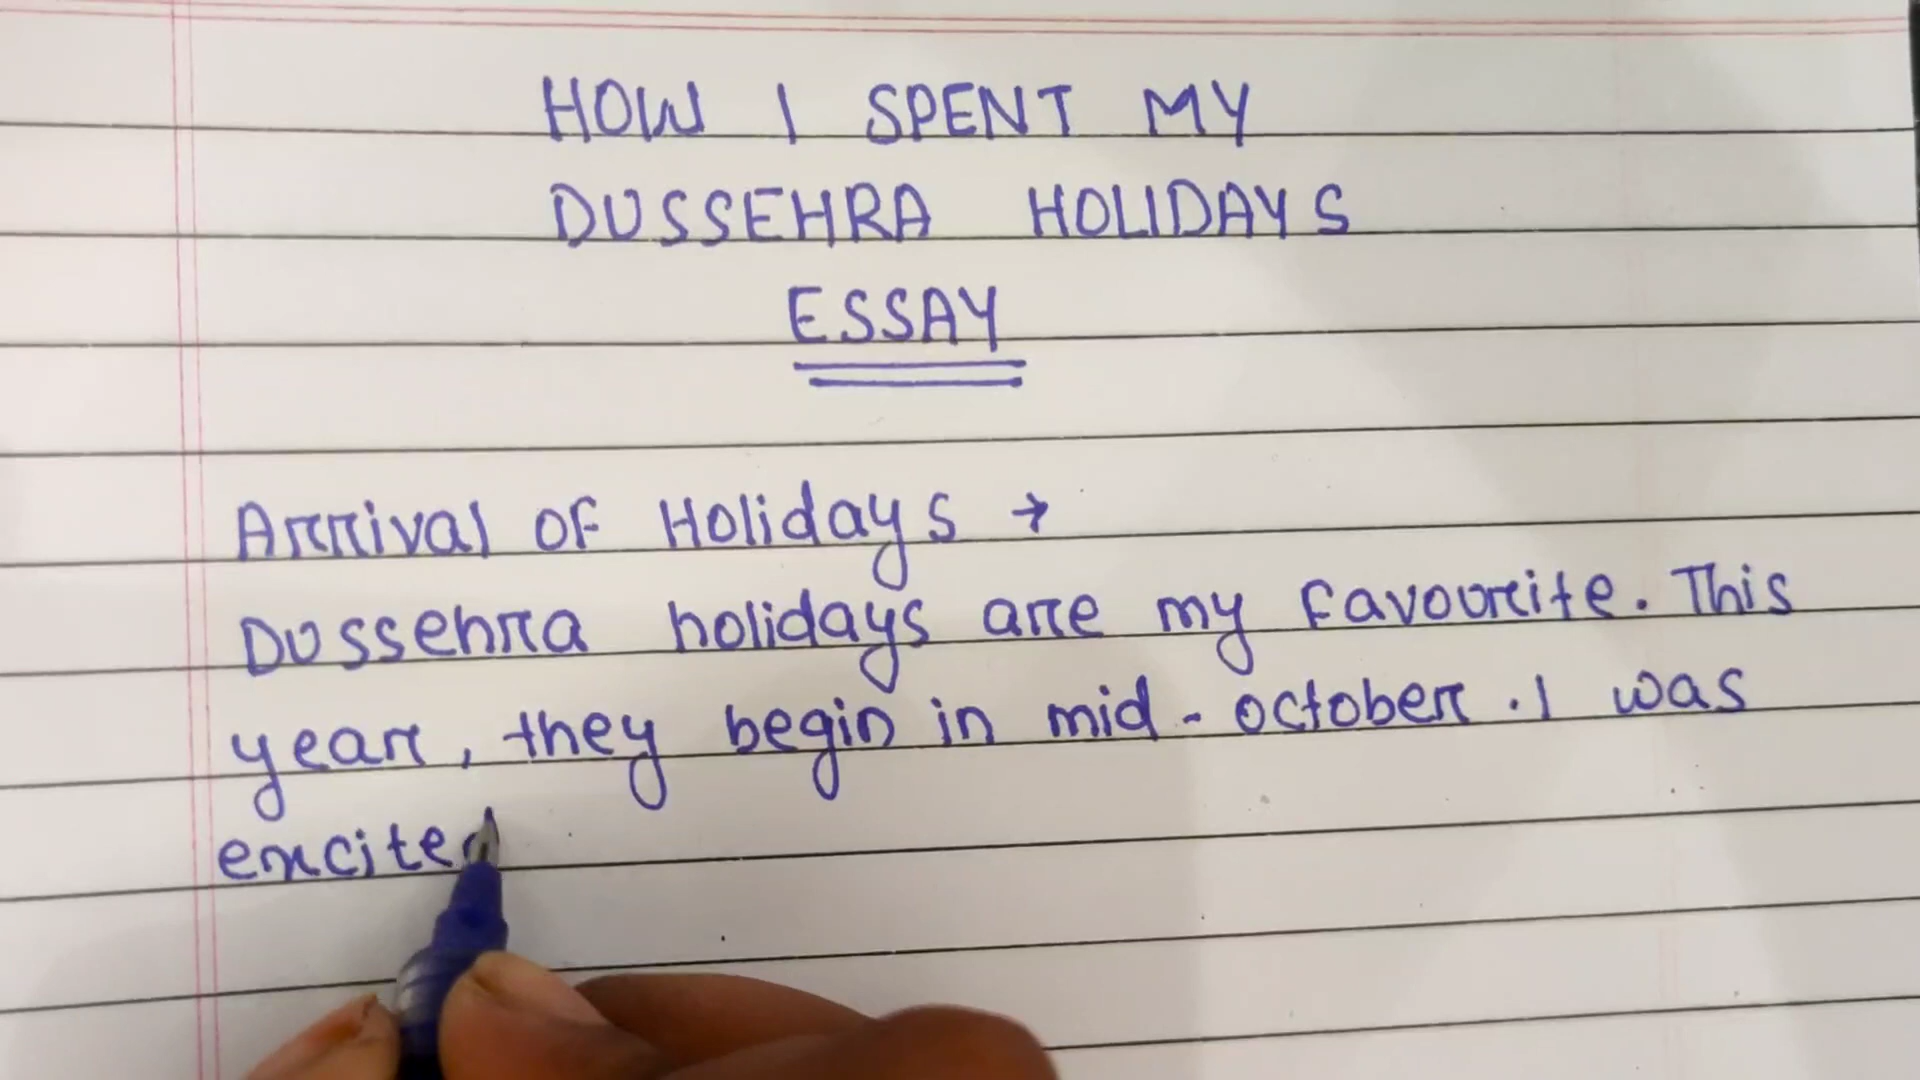 HOW I SPENT MY
DUSSEHRA HOLIDAYS
ESSAY
Arrival of Holidays →
Dussehra holidays are my favourite. This
year, they begin in mid-october. I was
excited